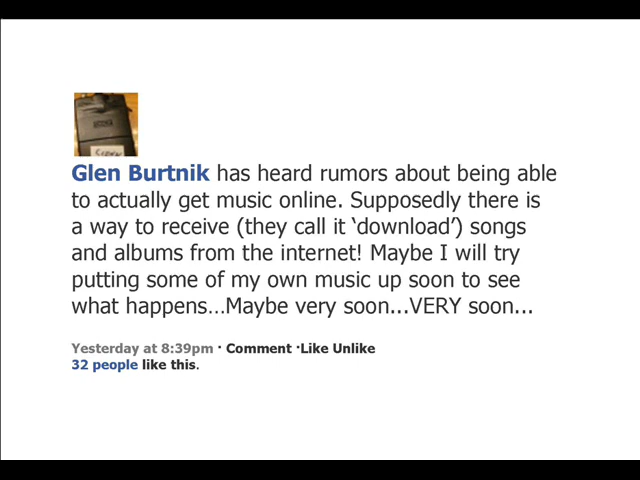 Glen Burtnik has heard rumors about being able
to actually get music online. Supposedly there is
a way to receive (they call it ‘download’) songs
and albums from the internet! Maybe I will try
putting some of my own music up soon to see
what happens…Maybe very soon...VERY soon...
Yesterday at 8:39pm · Comment ·Like Unlike
32 people like this.